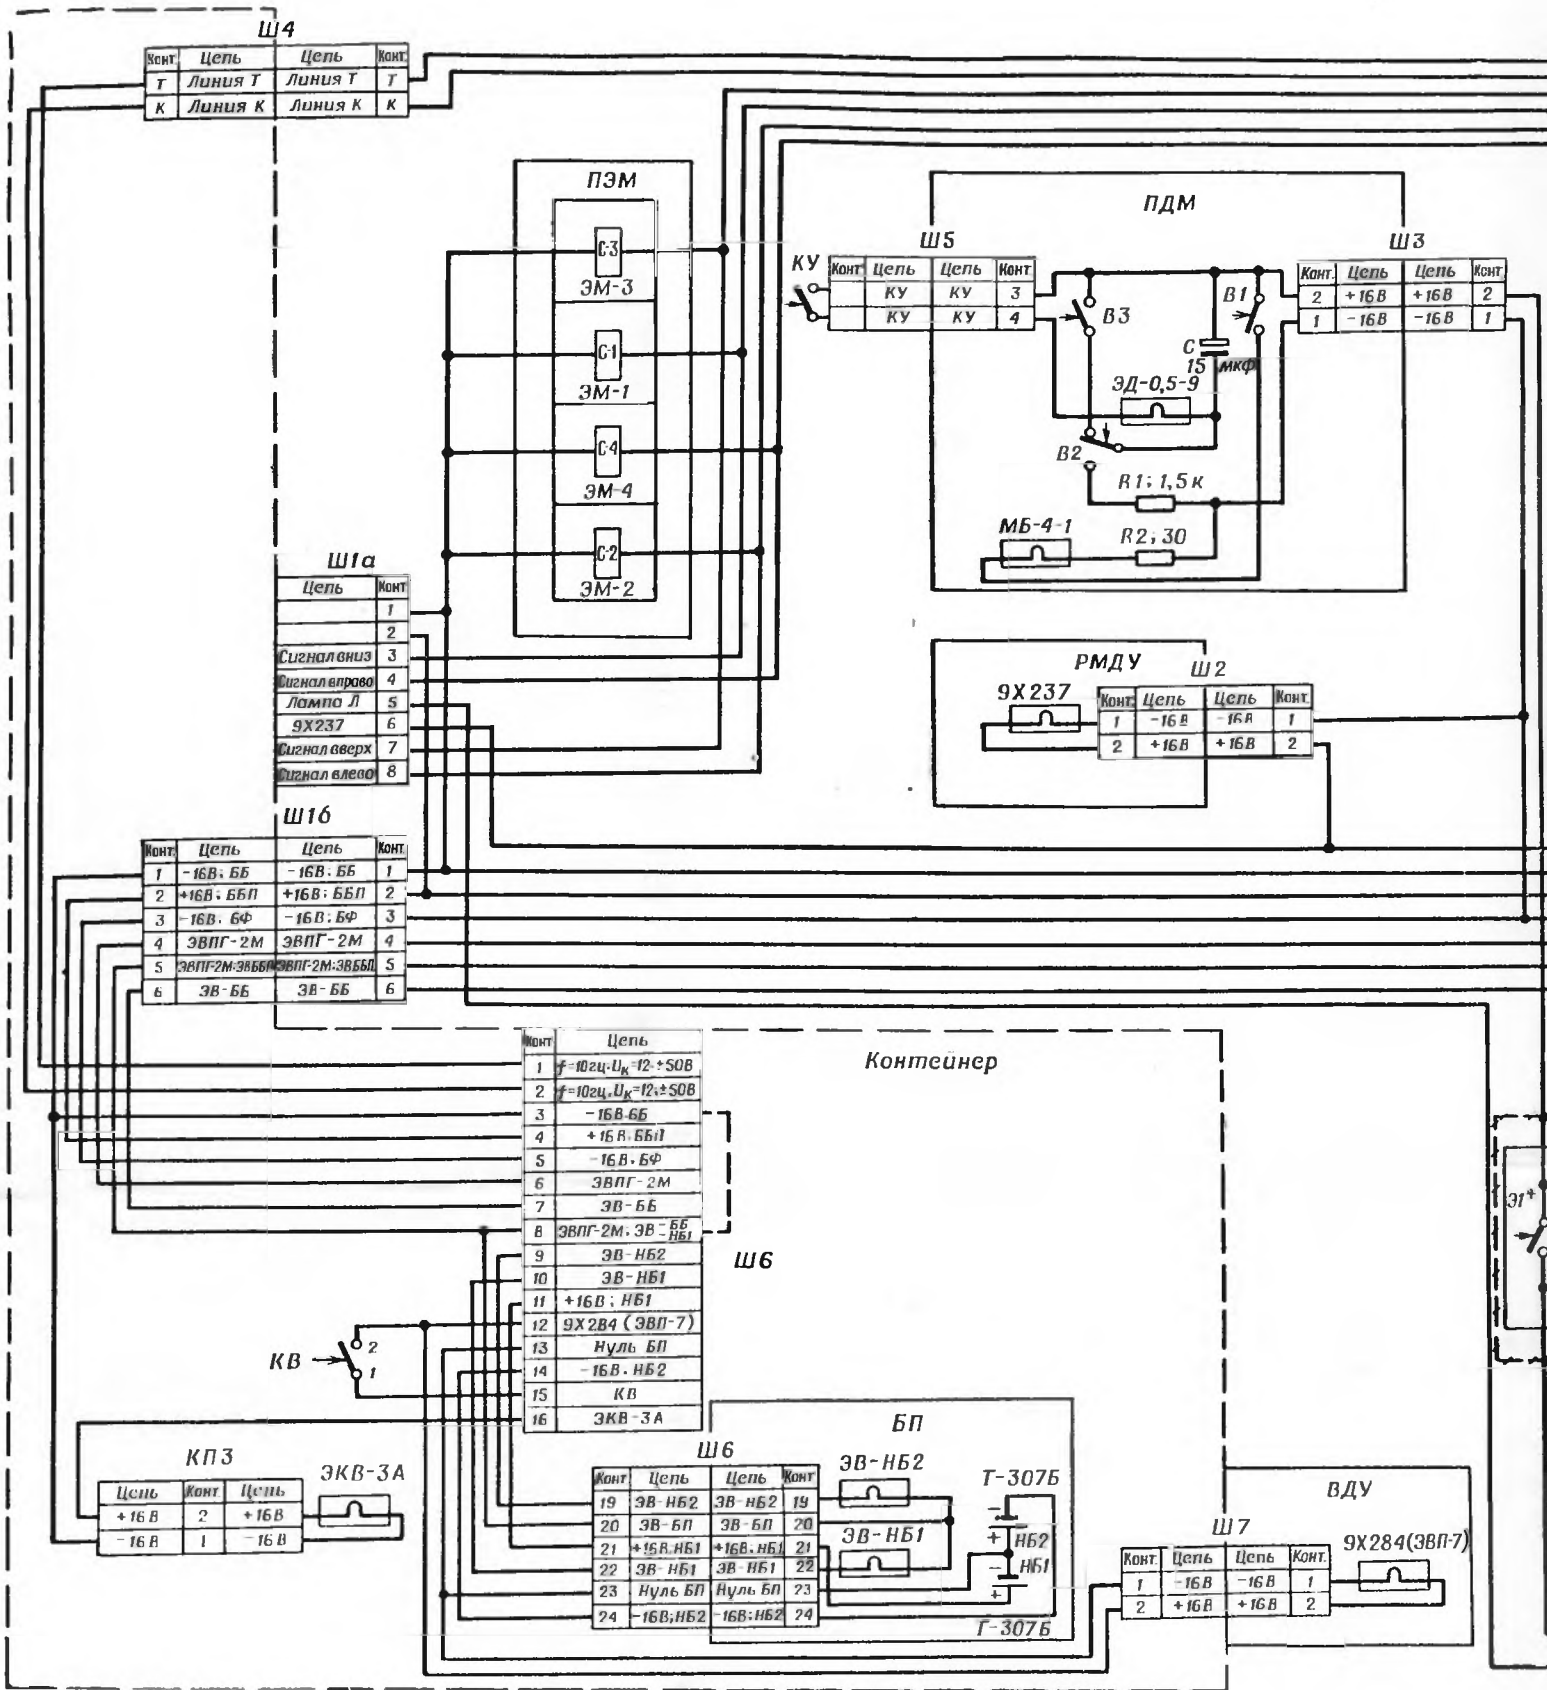 Ш4
Конт. Цепь Цепь Конт.
Т Линия Т Линия Т Т
К Линия К Линия К К
ПЭМ
С-3
ЭМ-3
С-1
ЭМ-1
С-4
ЭМ-4
С-2
ЭМ-2
ПДМ
Ш5
КУ
Конт. Цепь Цепь Конт.
КУ КУ 3
КУ КУ 4
В3
В1
С
15 мкф
ЭД-0,5-9
В2
R1; 1,5к
МБ-4-1
R2; 30
Ш3
Конт. Цепь Цепь Конт.
2 +16В +16В 2
1 -16В -16В 1
Ш1а
Цепь Конт.
1
2
Сигнал вниз 3
Сигнал вправо 4
Лампа Л 5
9Х237 6
Сигнал вверх 7
Сигнал влево 8
РМДУ
Ш2
9Х237
Конт. Цепь Цепь Конт.
1 -16В -16В 1
2 +16В +16В 2
Ш1б
Конт. Цепь Цепь Конт.
1 -16В; ББ -16В; ББ 1
2 +16В; ББП +16В; ББП 2
3 -16В; БФ -16В; БФ 3
4 ЭВПГ-2М ЭВПГ-2М 4
5 ЭВПГ-2М;ЭВББП ЭВПГ-2М;ЭВББП 5
6 ЭВ-ББ ЭВ-ББ 6
Контейнер
Конт. Цепь
1 f=10гц.Uк=12÷50В
2 f=10гц.Uк=12÷50В
3 -16В.ББ
4 +16В.ББП
5 -16В.БФ
6 ЭВПГ-2М
7 ЭВ-ББ
8 ЭВПГ-2М; ЭВ-ББ НБ1
9 ЭВ-НБ2
10 ЭВ-НБ1
11 +16В; НБ1
12 9Х284 (ЭВП-7)
13 Нуль БП
14 -16В.НБ2
15 КВ
16 ЭКВ-3А
Ш6
КВ
2
1
Э1+
КПЗ
ЭКВ-3А
Цепь Конт. Цепь
+16В 2 +16В
-16В 1 -16В
БП
Ш6
Конт. Цепь Цепь Конт.
19 ЭВ-НБ2 ЭВ-НБ2 19
20 ЭВ-БП ЭВ-БП 20
21 +16В.НБ1 +16В.НБ1 21
22 ЭВ-НБ1 ЭВ-НБ1 22
23 Нуль БП Нуль БП 23
24 -16В;НБ2 -16В;НБ2 24
ЭВ-НБ2
ЭВ-НБ1
Т-307Б
-
+ НБ2
- НБ1
+
Т-307Б
ВДУ
Ш7
9Х284(ЭВП-7)
Конт. Цепь Цепь Конт.
1 -16В -16В 1
2 +16В +16В 2